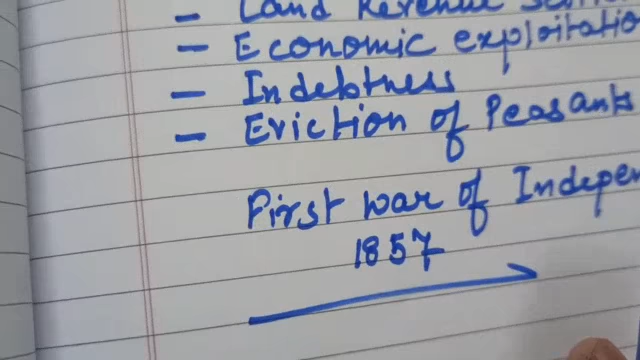 - Land Revenue
- Economic exploitatio
- Indebtness
- Eviction of Peasants
First war of Indepen
1857